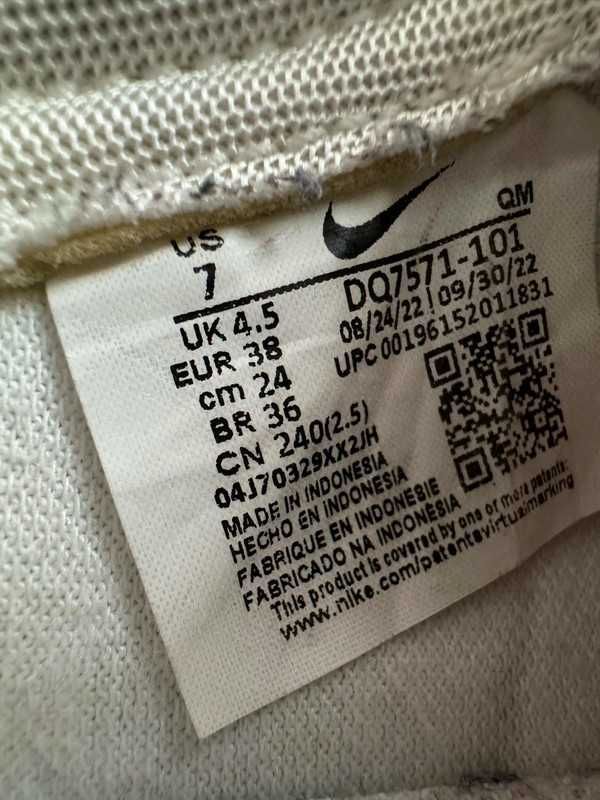 US
7
QM
DQ7571-101
08/24/22 | 09/30/22
UPC 00196152011831
UK 4.5
EUR 38
cm 24
BR 36
CN 240(2.5)
04J70329XX2JH
MADE IN INDONESIA
HECHO EN INDONESIA
FABRIQUE EN INDONESIE
FABRICADO NA INDONÉSIA
This product is covered by one or more patents:
www.nike.com/patentsvirtualmarking